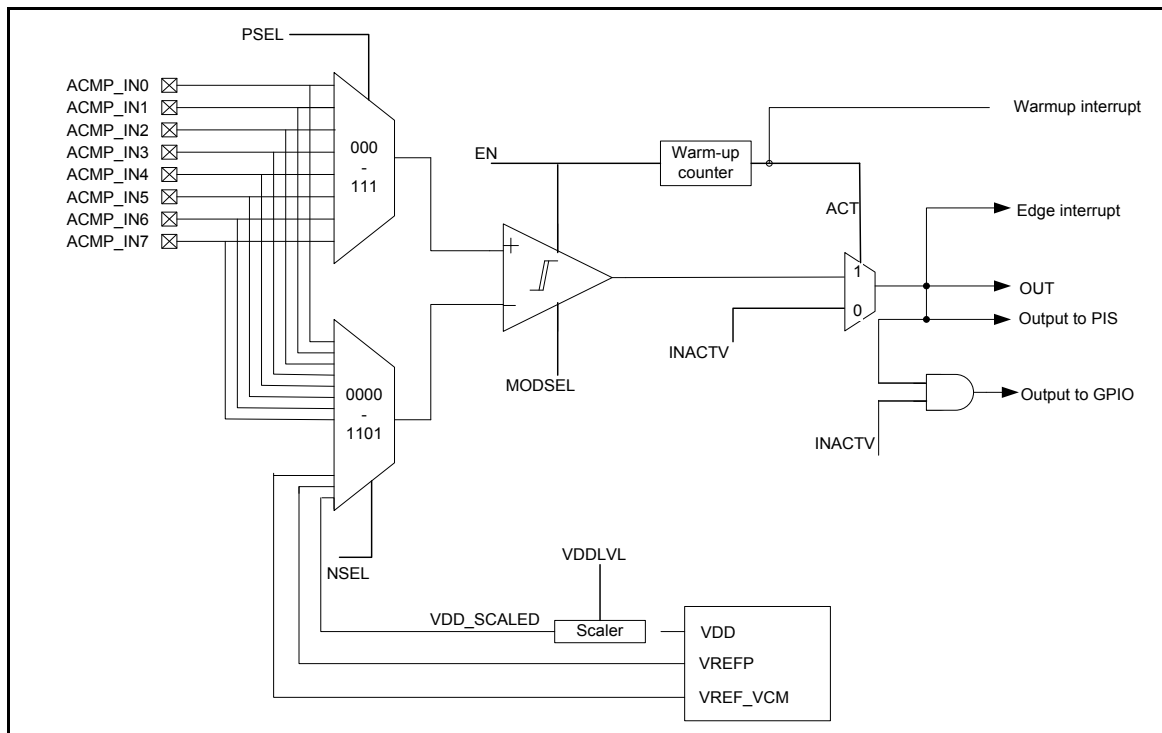 PSEL
ACMP_IN0
ACMP_IN1
ACMP_IN2
ACMP_IN3
ACMP_IN4
ACMP_IN5
ACMP_IN6
ACMP_IN7
000
-
111
EN
Warm-up
counter
Warmup interrupt
ACT
Edge interrupt
+
1
OUT
−
0
Output to PIS
INACTV
MODSEL
0000
-
1101
Output to GPIO
INACTV
NSEL
VDDLVL
VDD_SCALED
Scaler
VDD
VREFP
VREF_VCM